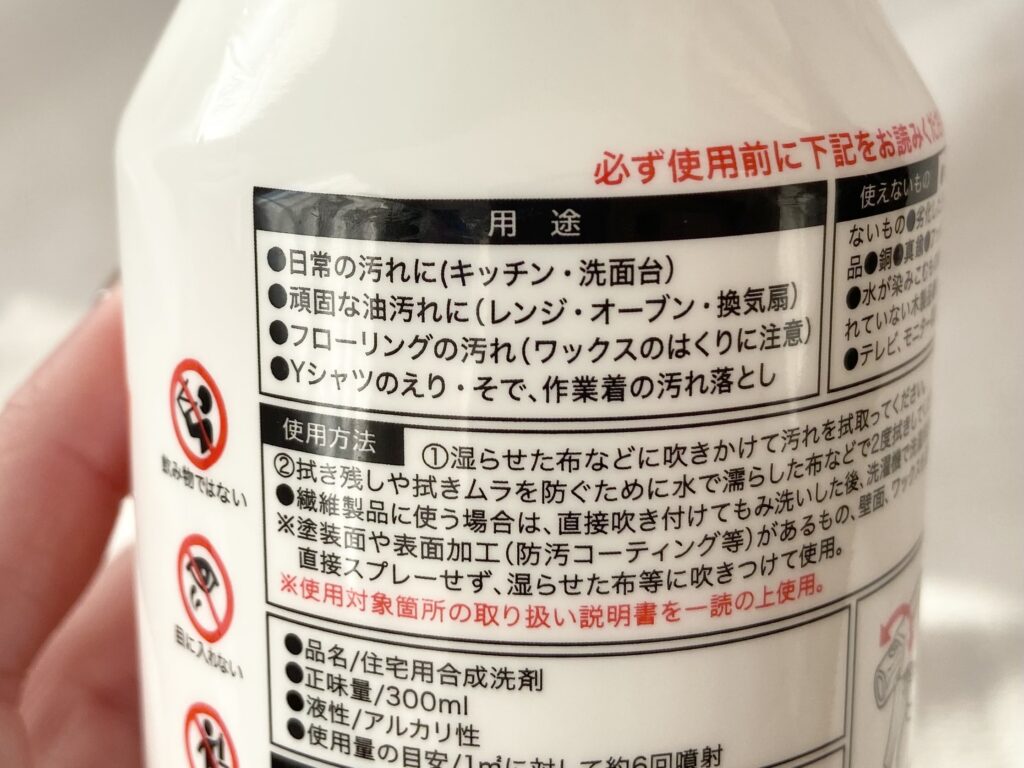 必ず使用前に下記をお読みくだ
用途
●日常の汚れに(キッチン・洗面台)
●頑固な油汚れに(レンジ・オーブン・換気扇)
●フローリングの汚れ(ワックスのはくりに注意)
●Yシャツのえり・そで、作業着の汚れ落とし
使えないもの
ないもの●劣化し
品●銅●真鍮●
●水が染みこむ
れていない木
●テレビ、モニター
使用方法
①湿らせた布などに吹きかけて汚れを拭取ってください。
②拭き残しや拭きムラを防ぐために水で濡らした布などで2度拭きして
●繊維製品に使う場合は、直接吹き付けてもみ洗いした後、洗濯機で
※塗装面や表面加工(防汚コーティング等)があるもの、壁面、ワック
直接スプレーせず、湿らせた布等に吹きつけて使用。
※使用対象箇所の取り扱い説明書を一読の上使用。
飲み物ではない
目に入れない
●品名/住宅用合成洗剤
●正味量/300ml
●液性/アルカリ性
●使用量の目安/1㎡に対して約6回噴射